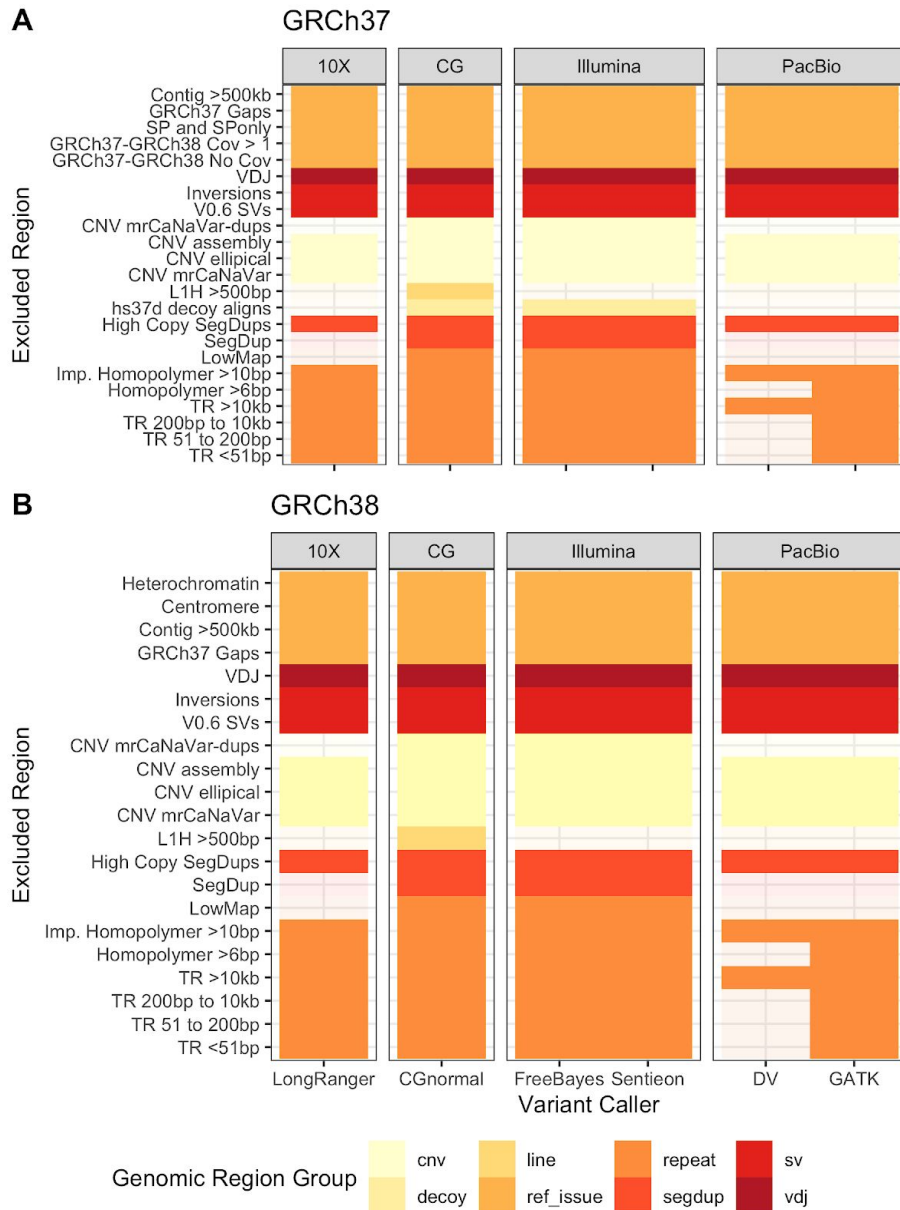 A
GRCh37
10X
CG
Illumina
PacBio
Excluded Region
Contig >500kb
GRCh37 Gaps
SP and SPonly
GRCh37-GRCh38 Cov > 1
GRCh37-GRCh38 No Cov
VDJ
Inversions
V0.6 SVs
CNV mrCaNaVar-dups
CNV assembly
CNV ellipical
CNV mrCaNaVar
L1H >500bp
hs37d decoy aligns
High Copy SegDups
SegDup
LowMap
Imp. Homopolymer >10bp
Homopolymer >6bp
TR >10kb
TR 200bp to 10kb
TR 51 to 200bp
TR <51bp
B
GRCh38
10X
CG
Illumina
PacBio
Excluded Region
Heterochromatin
Centromere
Contig >500kb
GRCh37 Gaps
VDJ
Inversions
V0.6 SVs
CNV mrCaNaVar-dups
CNV assembly
CNV ellipical
CNV mrCaNaVar
L1H >500bp
High Copy SegDups
SegDup
LowMap
Imp. Homopolymer >10bp
Homopolymer >6bp
TR >10kb
TR 200bp to 10kb
TR 51 to 200bp
TR <51bp
LongRanger
CGnormal
FreeBayes
Sentieon
DV
GATK
Variant Caller
Genomic Region Group
cnv
line
repeat
sv
decoy
ref_issue
segdup
vdj